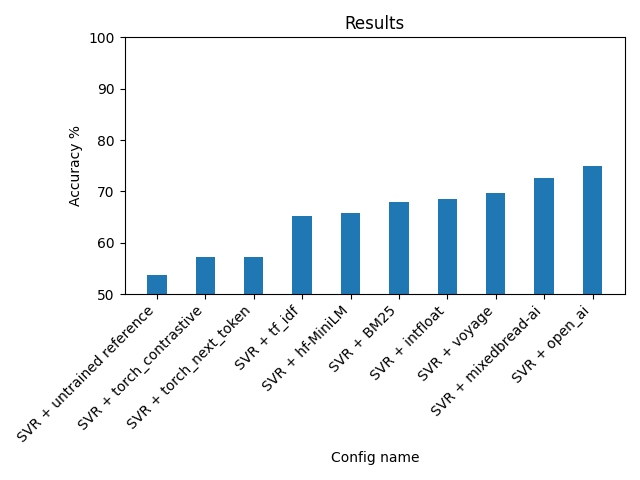 Results
Accuracy %
100
90
80
70
60
50
SVR + untrained reference
SVR + torch_contrastive
SVR + torch_next_token
SVR + tf_idf
SVR + hf-MiniLM
SVR + BM25
SVR + intfloat
SVR + voyage
SVR + mixedbread-ai
SVR + open_ai
Config name